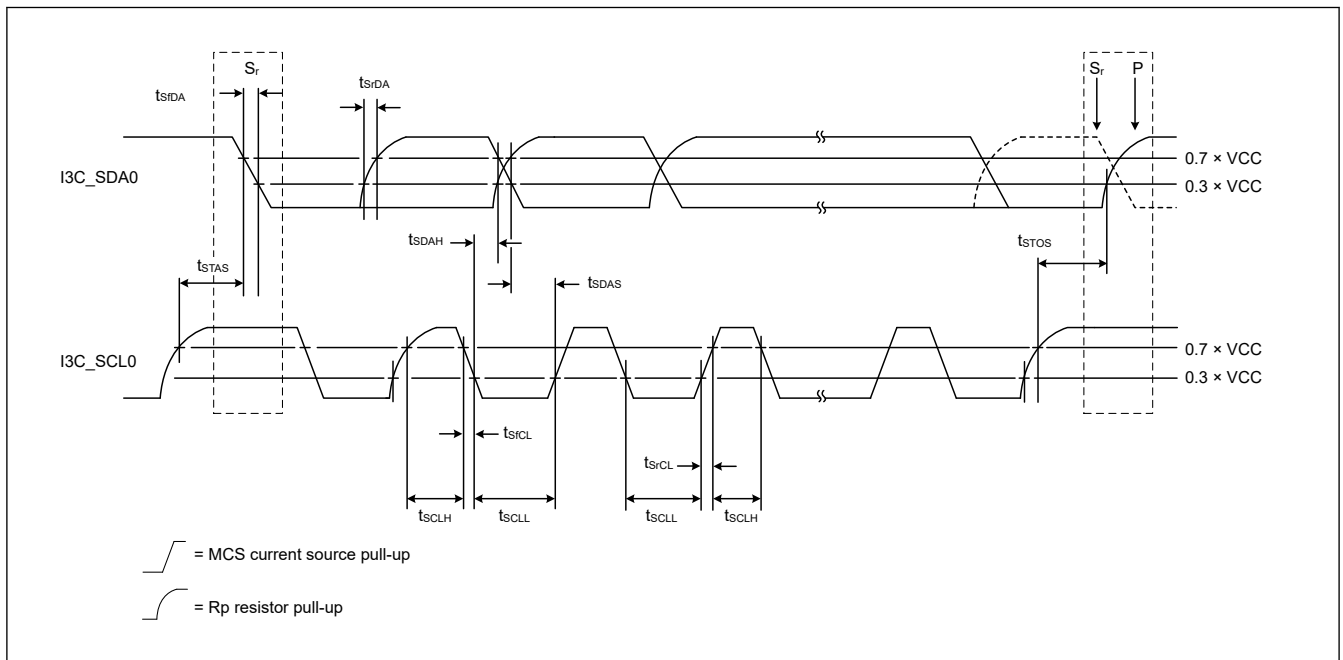 Sr
tSfDA
tSrDA
Sr P
I3C_SDA0
0.7 × VCC
0.3 × VCC
tSDAH
tSTAS
tSDAS
tSTOS
I3C_SCL0
0.7 × VCC
0.3 × VCC
tSfCL
tSrCL
tSCLH tSCLL tSCLL tSCLH
= MCS current source pull-up
= Rp resistor pull-up